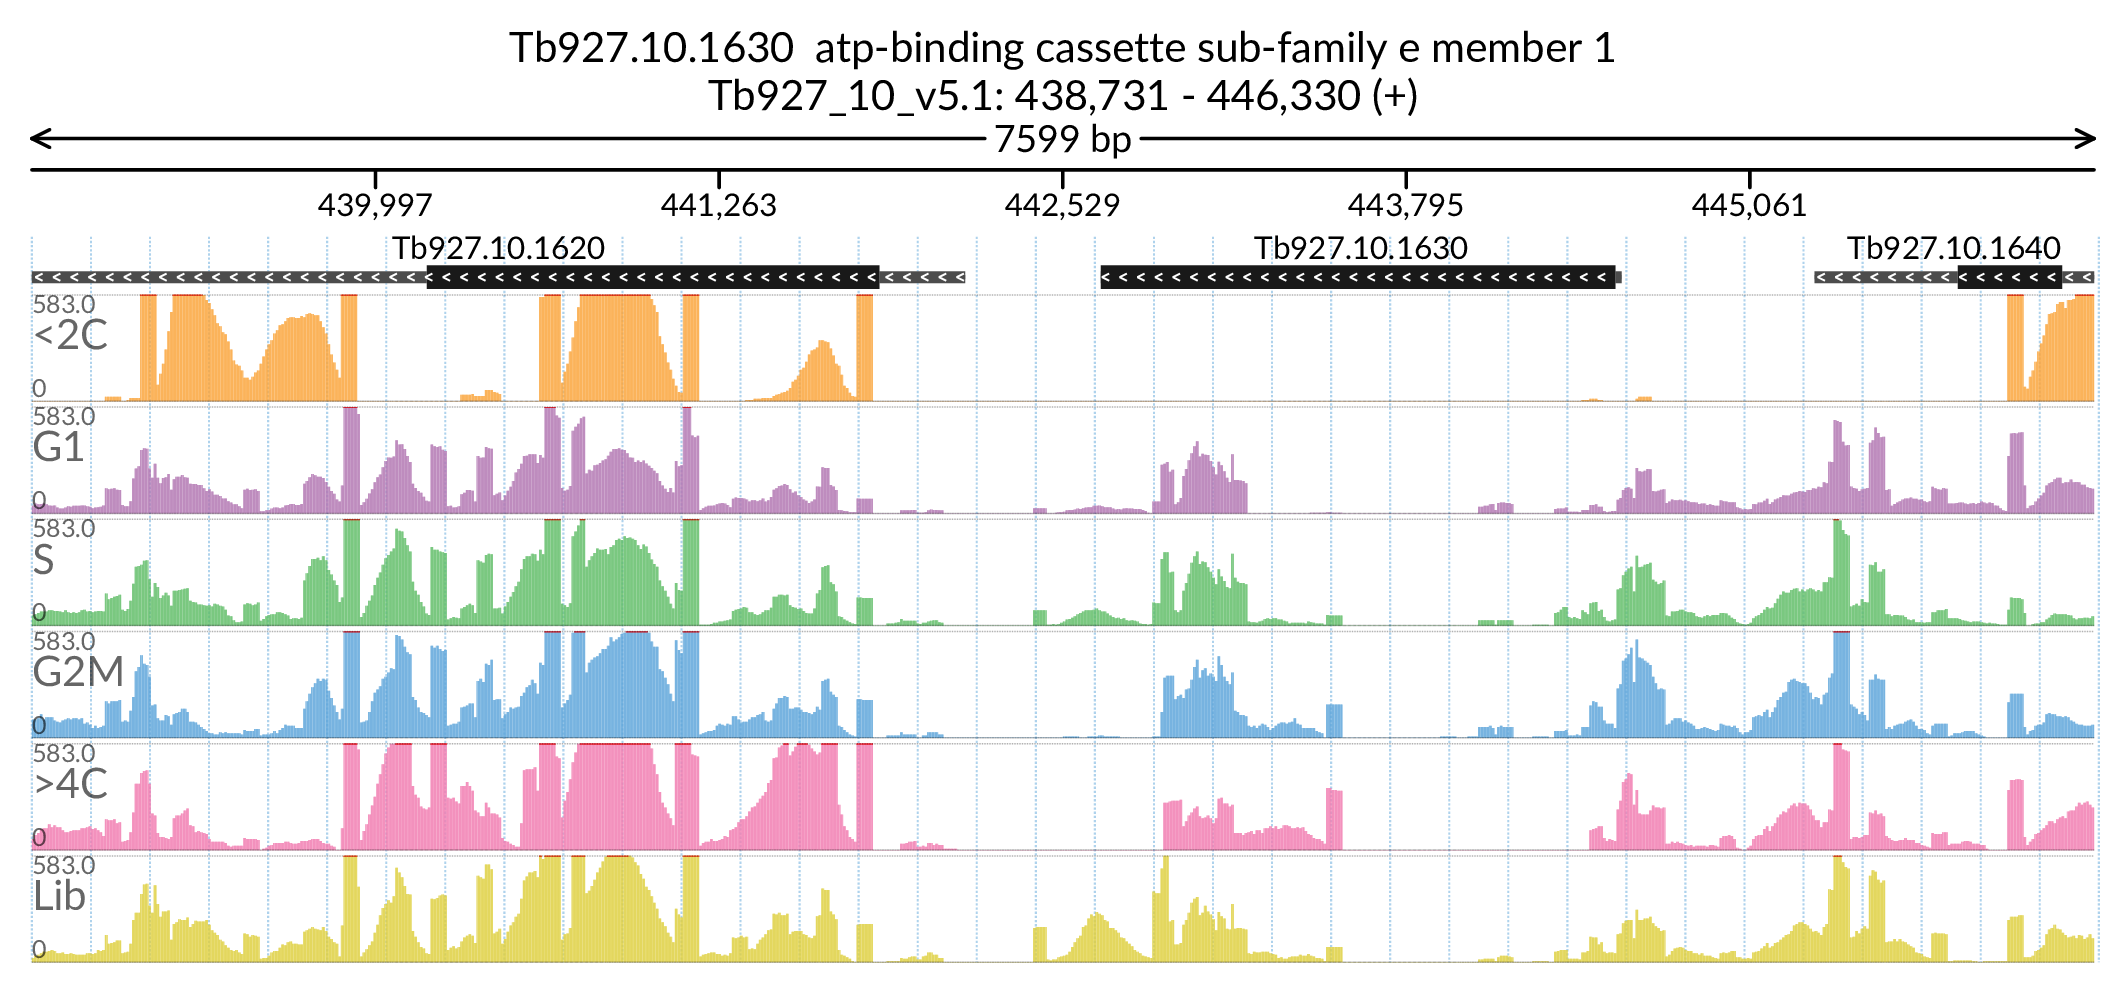 Tb927.10.1630 atp-binding cassette sub-family e member 1
Tb927_10_v5.1: 438,731 - 446,330 (+)
7599 bp
439,997 441,263 442,529 443,795 445,061
Tb927.10.1620 Tb927.10.1630 Tb927.10.1640
583.0
<2C
0
583.0
G1
0
583.0
S
0
583.0
G2M
0
583.0
>4C
0
583.0
Lib
0